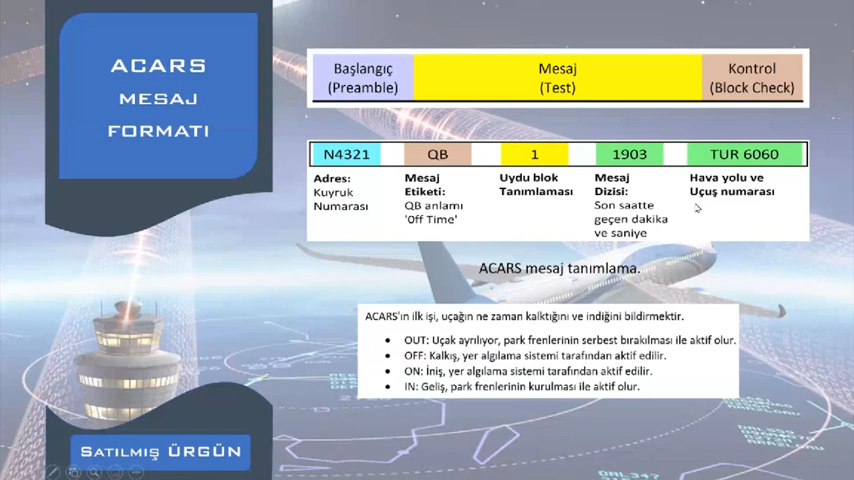 ACARS
MESAJ
FORMATI
Başlangıç
(Preamble)
Mesaj
(Test)
Kontrol
(Block Check)
N4321
QB
1
1903
TUR 6060
Adres:
Kuyruk
Numarası
Mesaj
Etiketi:
QB anlamı
'Off Time'
Uydu blok
Tanımlaması
Mesaj
Dizisi:
Son saatte
geçen dakika
ve saniye
Hava yolu ve
Uçuş numarası
ACARS mesaj tanımlama.
ACARS'ın ilk işi, uçağın ne zaman kalktığını ve indiğini bildirmektir.
• OUT: Uçak ayrılıyor, park frenlerinin serbest bırakılması ile aktif olur.
• OFF: Kalkış, yer algılama sistemi tarafından aktif edilir.
• ON: İniş, yer algılama sistemi tarafından aktif edilir.
• IN: Geliş, park frenlerinin kurulması ile aktif olur.
SATILMIŞ ÜRGÜN
DAL347